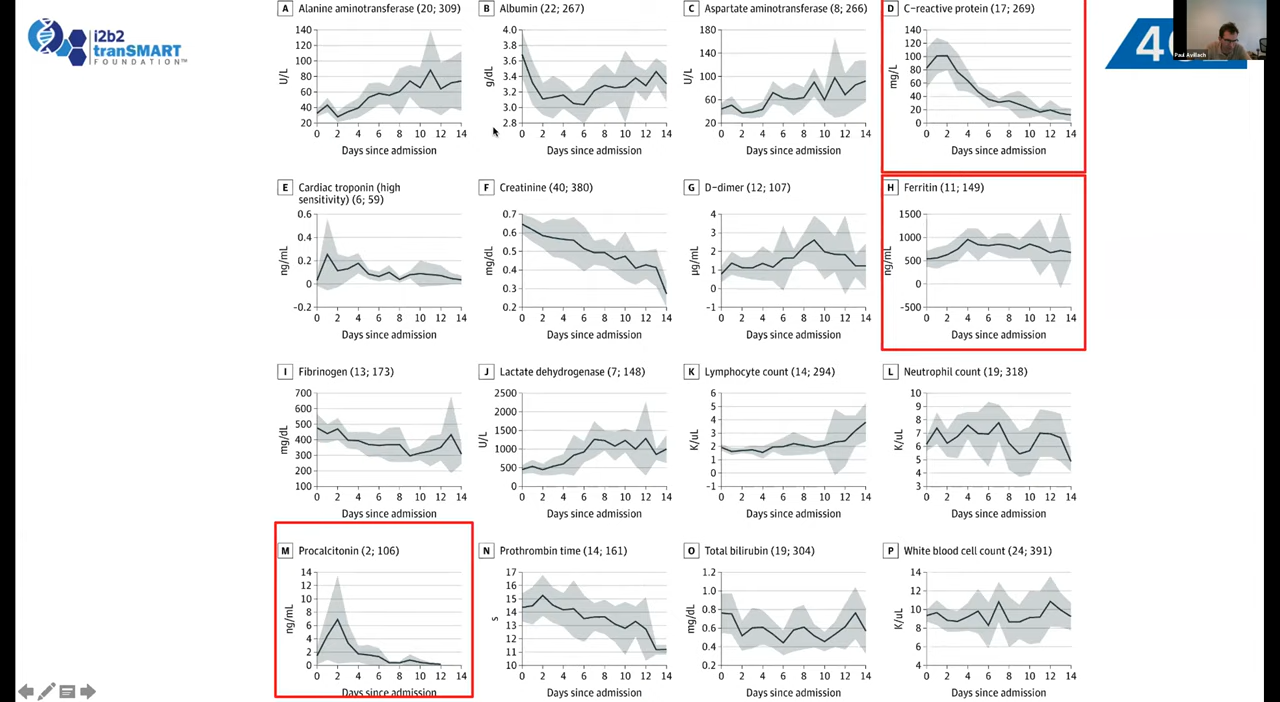 i2b2
tranSMART
FOUNDATION™
4
Paul Avillach
A Alanine aminotransferase (20; 309)
140
120
100
80
60
40
20
U/L
0 2 4 6 8 10 12 14
Days since admission
B Albumin (22; 267)
4.0
3.8
3.6
3.4
3.2
3.0
2.8
g/dL
0 2 4 6 8 10 12 14
Days since admission
C Aspartate aminotransferase (8; 266)
180
140
100
60
20
U/L
0 2 4 6 8 10 12 14
Days since admission
D C-reactive protein (17; 269)
140
120
100
80
60
40
20
0
mg/L
0 2 4 6 8 10 12 14
Days since admission
E Cardiac troponin (high
sensitivity) (6; 59)
0.6
0.4
0.2
0
-0.2
ng/mL
0 2 4 6 8 10 12 14
Days since admission
F Creatinine (40; 380)
0.7
0.6
0.5
0.4
0.3
0.2
mg/dL
0 2 4 6 8 10 12 14
Days since admission
G D-dimer (12; 107)
4
3
2
1
0
-1
µg/mL
0 2 4 6 8 10 12 14
Days since admission
H Ferritin (11; 149)
1500
1000
500
0
-500
ng/mL
0 2 4 6 8 10 12 14
Days since admission
I Fibrinogen (13; 173)
700
600
500
400
300
200
100
mg/dL
0 2 4 6 8 10 12 14
Days since admission
J Lactate dehydrogenase (7; 148)
2500
2000
1500
1000
500
0
U/L
0 2 4 6 8 10 12 14
Days since admission
K Lymphocyte count (14; 294)
6
5
4
3
2
1
0
-1
K/uL
0 2 4 6 8 10 12 14
Days since admission
L Neutrophil count (19; 318)
10
9
8
7
6
5
4
3
K/uL
0 2 4 6 8 10 12 14
Days since admission
M Procalcitonin (2; 106)
14
12
10
8
6
4
2
0
ng/mL
0 2 4 6 8 10 12 14
Days since admission
N Prothrombin time (14; 161)
17
16
15
14
13
12
11
10
s
0 2 4 6 8 10 12 14
Days since admission
O Total bilirubin (19; 304)
1.2
1.0
0.8
0.6
0.4
0.2
mg/dL
0 2 4 6 8 10 12 14
Days since admission
P White blood cell count (24; 391)
14
12
10
8
6
4
K/uL
0 2 4 6 8 10 12 14
Days since admission